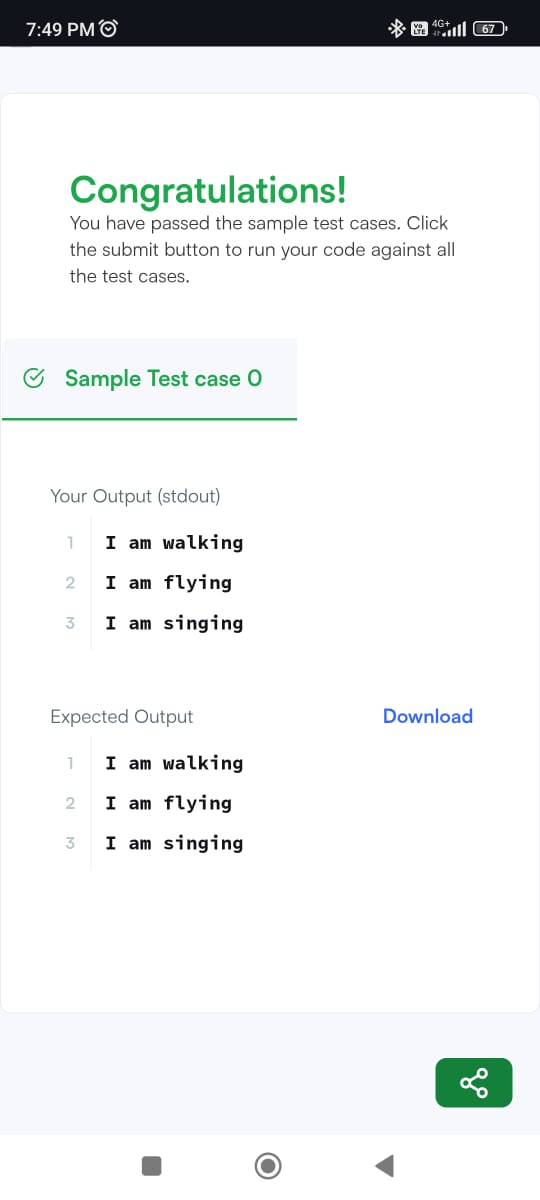 7:49 PM
Vo LTE 4G+ 67
Congratulations!
You have passed the sample test cases. Click
the submit button to run your code against all
the test cases.
Sample Test case 0
Your Output (stdout)
1 I am walking
2 I am flying
3 I am singing
Expected Output Download
1 I am walking
2 I am flying
3 I am singing